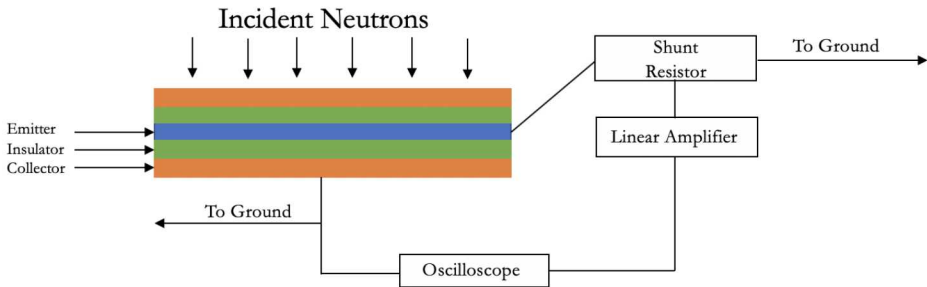 Incident Neutrons
Shunt
Resistor
To Ground
Emitter
Insulator
Collector
Linear Amplifier
To Ground
Oscilloscope